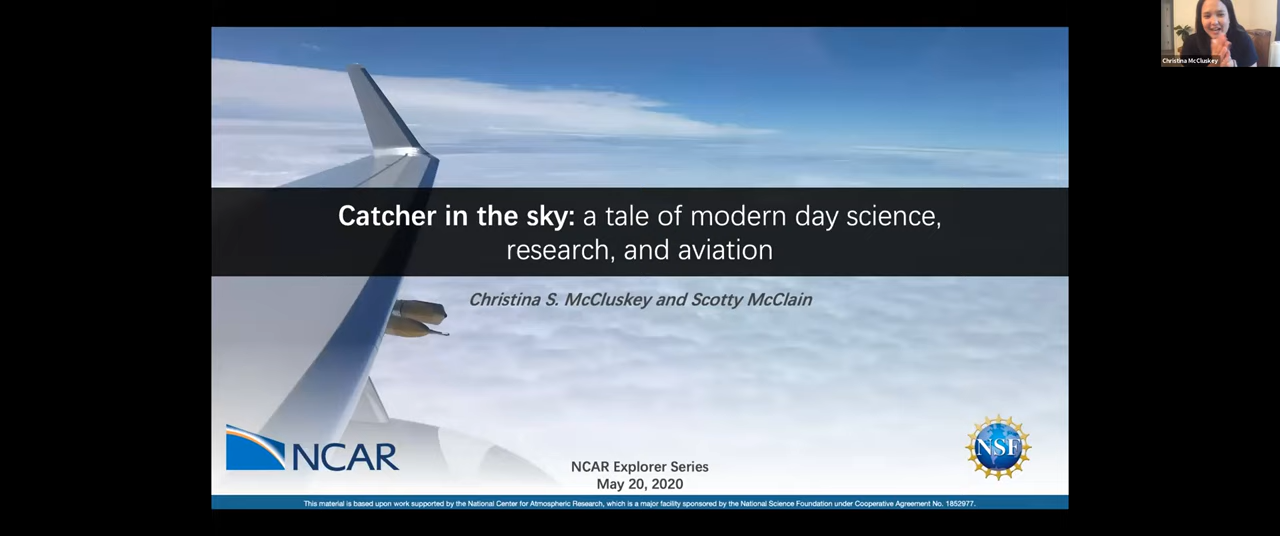 Christina McCluskey
Catcher in the sky: a tale of modern day science,
research, and aviation
Christina S. McCluskey and Scotty McClain
NCAR
NSF
NCAR Explorer Series
May 20, 2020
This material is based upon work supported by the National Center for Atmospheric Research, which is a major facility sponsored by the National Science Foundation under Cooperative Agreement No. 1852977.